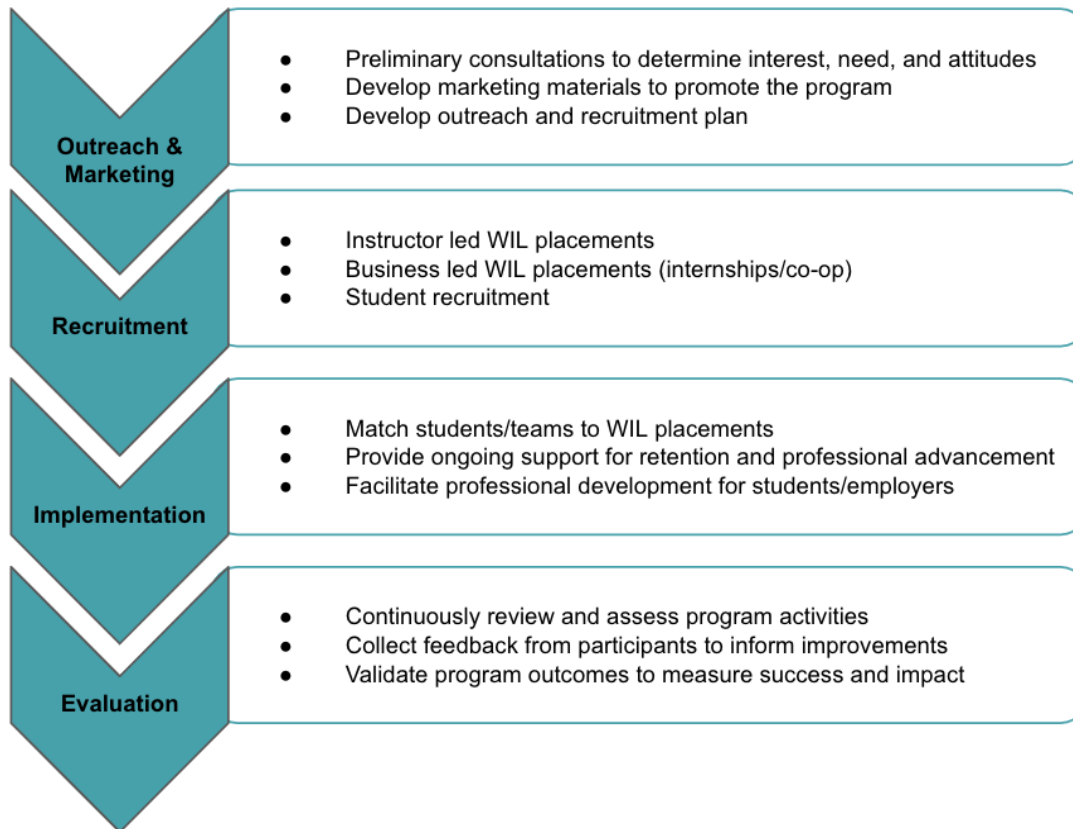 Outreach &
Marketing
● Preliminary consultations to determine interest, need, and attitudes
● Develop marketing materials to promote the program
● Develop outreach and recruitment plan
Recruitment
● Instructor led WIL placements
● Business led WIL placements (internships/co-op)
● Student recruitment
Implementation
● Match students/teams to WIL placements
● Provide ongoing support for retention and professional advancement
● Facilitate professional development for students/employers
Evaluation
● Continuously review and assess program activities
● Collect feedback from participants to inform improvements
● Validate program outcomes to measure success and impact